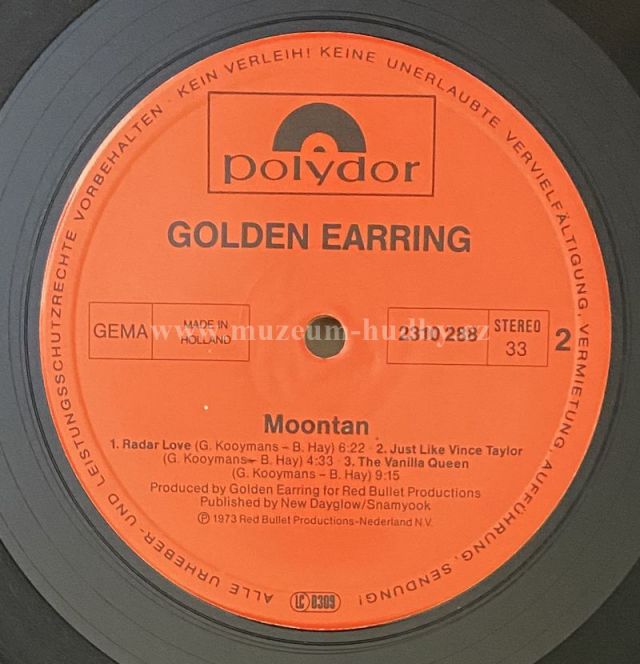 ALLE URHEBER- UND LEISTUNGSSCHUTZRECHTE VORBEHALTEN · KEIN VERLEIH! KEINE UNERLAUBTE VERVIELFÄLTIGUNG, VERMIETUNG, AUFFÜHRUNG, SENDUNG!
polydor
GOLDEN EARRING
GEMA
MADE IN
HOLLAND
www.muzeum-hudby.cz
2310 288
STEREO
33
2
Moontan
1. Radar Love (G. Kooymans – B. Hay) 6:22 · 2. Just Like Vince Taylor
(G. Kooymans – B. Hay) 4:33 · 3. The Vanilla Queen
(G. Kooymans – B. Hay) 9:15
Produced by Golden Earring for Red Bullet Productions
Published by New Dayglow/Snamyook
Ⓟ 1973 Red Bullet Productions-Nederland N.V.
LC 0309